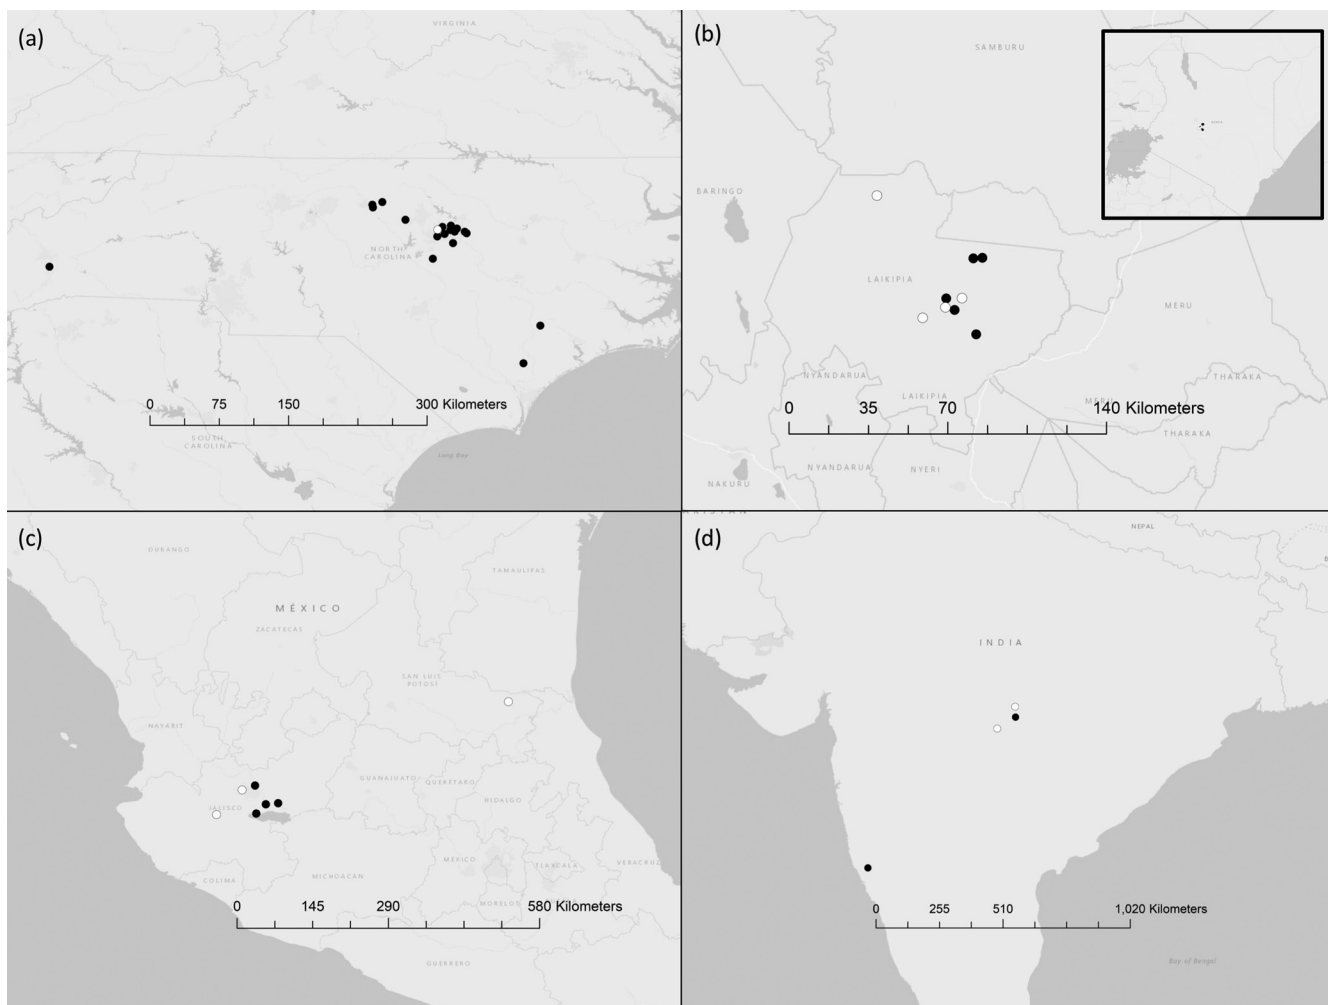 (a)
VIRGINIA
NORTH
CAROLINA
0 75 150 300 Kilometers
SOUTH
CAROLINA
Long Bay
(b)
SAMBURU
BARINGO
LAIKIPIA
MERU
NYANDARUA
LAIKIPIA
THARAKA
MERU
0 35 70 140 Kilometers
THARAKA
NYANDARUA
NYERI
NAKURU
(c)
DURANGO
TAMAULIPAS
MÉXICO
ZACATECAS
SAN LUIS
POTOSÍ
NAYARIT
GUANAJUATO
QUERÉTARO
JALISCO
HIDALGO
MÉXICO
TLAXCALA
VERACRUZ
COLIMA
MICHOACÁN
MORELOS
0 145 290 580 Kilometers
GUERRERO
(d)
NEPAL
INDIA
0 255 510 1,020 Kilometers
Bay of Bengal